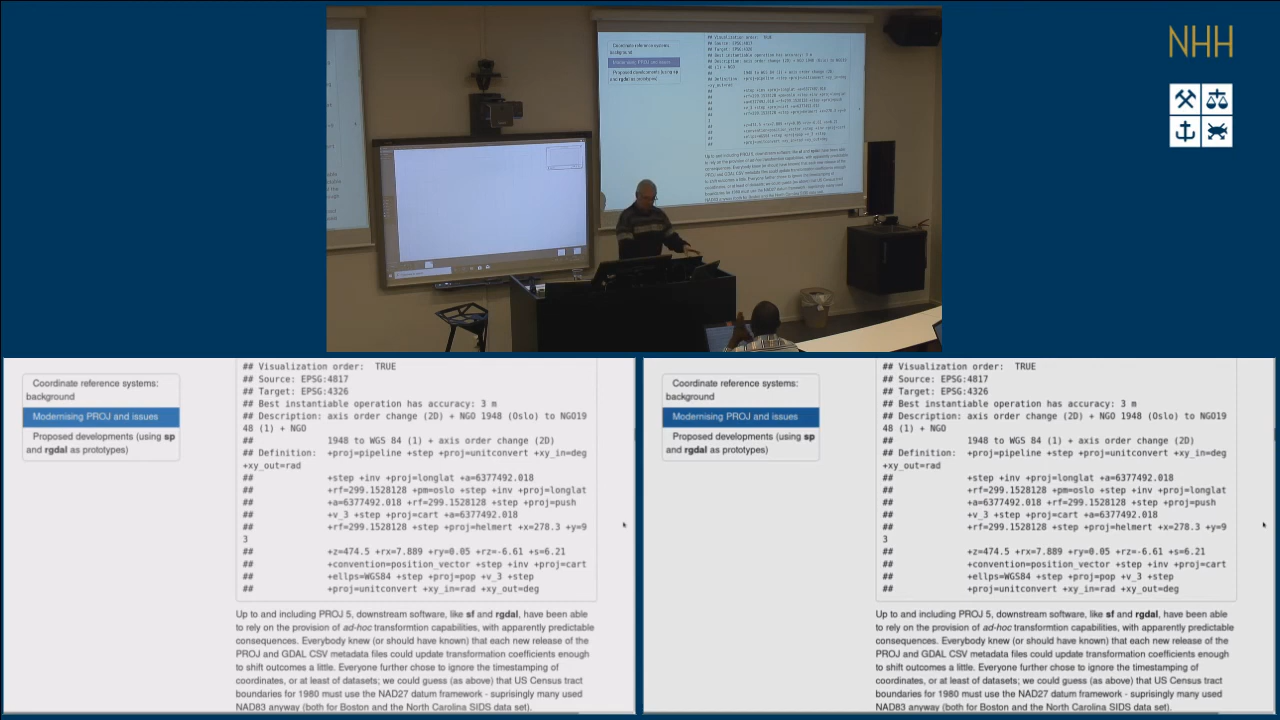 NHH
Coordinate reference systems:
background
Modernising PROJ and issues
Proposed developments (using sp
and rgdal as prototypes)
## Visualization order:  TRUE
## Source: EPSG:4817
## Target: EPSG:4326
## Best instantiable operation has accuracy: 3 m
## Description: axis order change (2D) + NGO 1948 (Oslo) to NGO19
48 (1) + NGO
## 1948 to WGS 84 (1) + axis order change (2D)
## Definition:  +proj=pipeline +step +proj=unitconvert +xy_in=deg
+xy_out=rad
## +step +inv +proj=longlat +a=6377492.018
## +rf=299.1528128 +pm=oslo +step +inv +proj=longlat
## +a=6377492.018 +rf=299.1528128 +step +proj=push
## +v_3 +step +proj=cart +a=6377492.018
## +rf=299.1528128 +step +proj=helmert +x=278.3 +y=9
3
## +z=474.5 +rx=7.889 +ry=0.05 +rz=-6.61 +s=6.21
## +convention=position_vector +step +inv +proj=cart
## +ellps=WGS84 +step +proj=pop +v_3 +step
## +proj=unitconvert +xy_in=rad +xy_out=deg
Up to and including PROJ 5, downstream software, like sf and rgdal, have been able
to rely on the provision of ad-hoc transformtion capabilities, with apparently predictable
consequences. Everybody knew (or should have known) that each new release of the
PROJ and GDAL CSV metadata files could update transformation coefficients enough
to shift outcomes a little. Everyone further chose to ignore the timestamping of
coordinates, or at least of datasets; we could guess (as above) that US Census tract
boundaries for 1980 must use the NAD27 datum framework - suprisingly many used
NAD83 anyway (both for Boston and the North Carolina SIDS data set).
Coordinate reference systems:
background
Modernising PROJ and issues
Proposed developments (using sp
and rgdal as prototypes)
## Visualization order:  TRUE
## Source: EPSG:4817
## Target: EPSG:4326
## Best instantiable operation has accuracy: 3 m
## Description: axis order change (2D) + NGO 1948 (Oslo) to NGO19
48 (1) + NGO
## 1948 to WGS 84 (1) + axis order change (2D)
## Definition:  +proj=pipeline +step +proj=unitconvert +xy_in=deg
+xy_out=rad
## +step +inv +proj=longlat +a=6377492.018
## +rf=299.1528128 +pm=oslo +step +inv +proj=longlat
## +a=6377492.018 +rf=299.1528128 +step +proj=push
## +v_3 +step +proj=cart +a=6377492.018
## +rf=299.1528128 +step +proj=helmert +x=278.3 +y=9
3
## +z=474.5 +rx=7.889 +ry=0.05 +rz=-6.61 +s=6.21
## +convention=position_vector +step +inv +proj=cart
## +ellps=WGS84 +step +proj=pop +v_3 +step
## +proj=unitconvert +xy_in=rad +xy_out=deg
Up to and including PROJ 5, downstream software, like sf and rgdal, have been able
to rely on the provision of ad-hoc transformtion capabilities, with apparently predictable
consequences. Everybody knew (or should have known) that each new release of the
PROJ and GDAL CSV metadata files could update transformation coefficients enough
to shift outcomes a little. Everyone further chose to ignore the timestamping of
coordinates, or at least of datasets; we could guess (as above) that US Census tract
boundaries for 1980 must use the NAD27 datum framework - suprisingly many used
NAD83 anyway (both for Boston and the North Carolina SIDS data set).